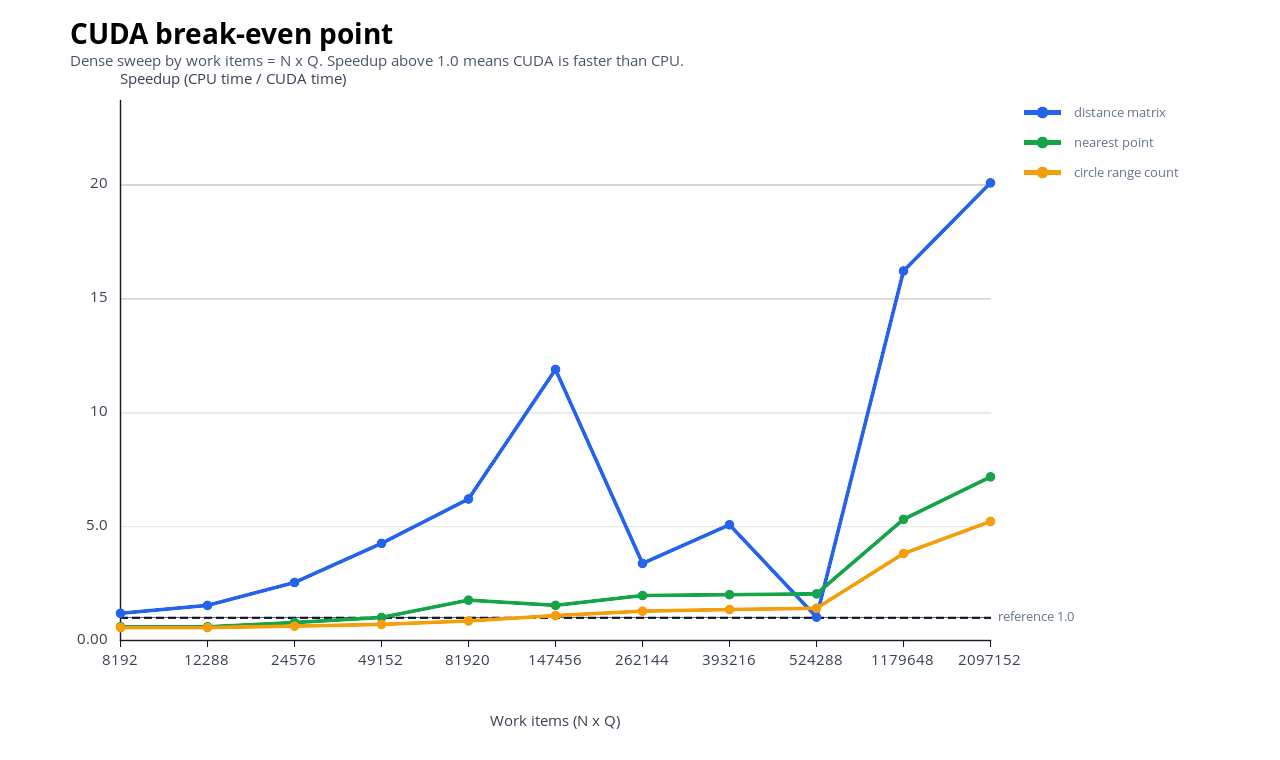 CUDA break-even point
Dense sweep by work items = N x Q. Speedup above 1.0 means CUDA is faster than CPU.
Speedup (CPU time / CUDA time)
distance matrix
nearest point
circle range count
20
15
10
5.0
0.00
reference 1.0
8192 12288 24576 49152 81920 147456 262144 393216 524288 1179648 2097152
Work items (N x Q)